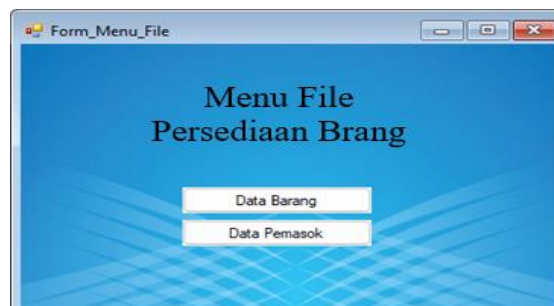 Form_Menu_File
Menu File
Persediaan Brang
Data Barang
Data Pemasok